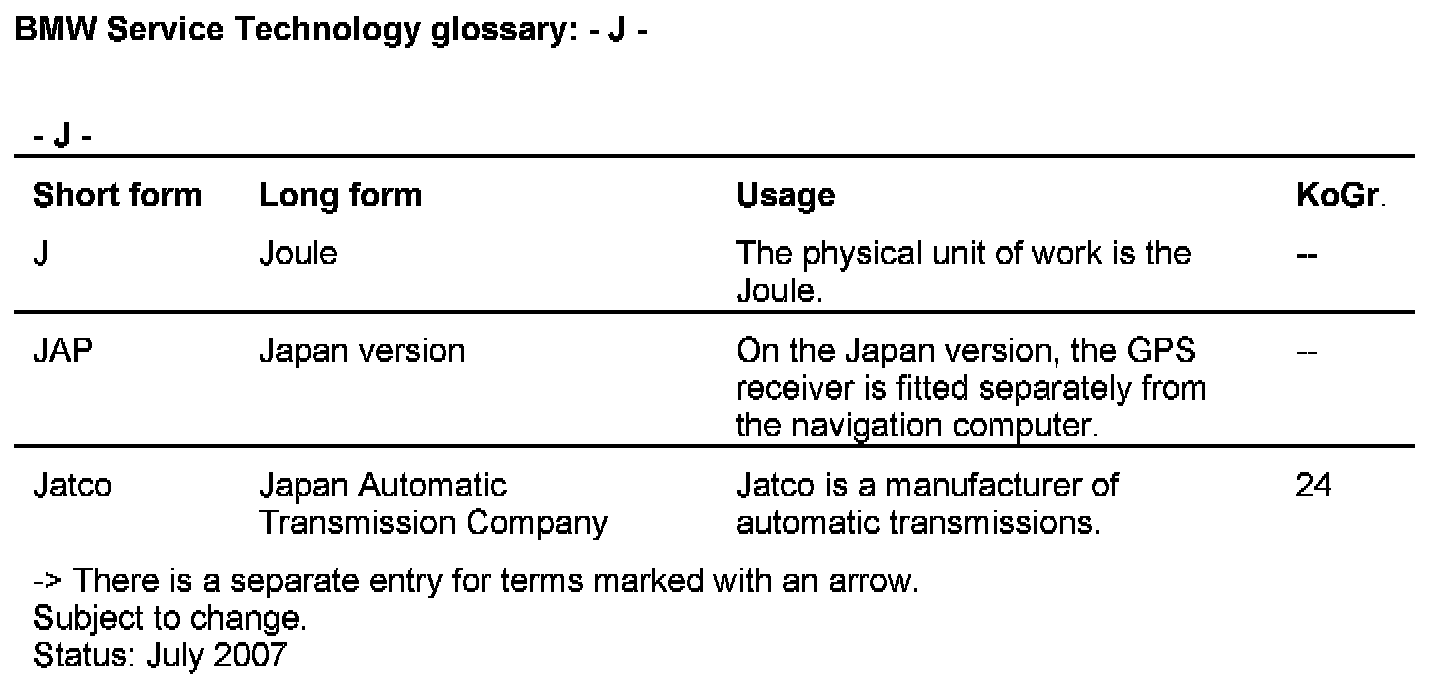 BMW Service Technology glossary: - J -
- J -
Short form Long form Usage KoGr.
J Joule The physical unit of work is the --
Joule.
JAP Japan version On the Japan version, the GPS --
receiver is fitted separately from
the navigation computer.
Jatco Japan Automatic Jatco is a manufacturer of 24
Transmission Company automatic transmissions.
-> There is a separate entry for terms marked with an arrow.
Subject to change.
Status: July 2007